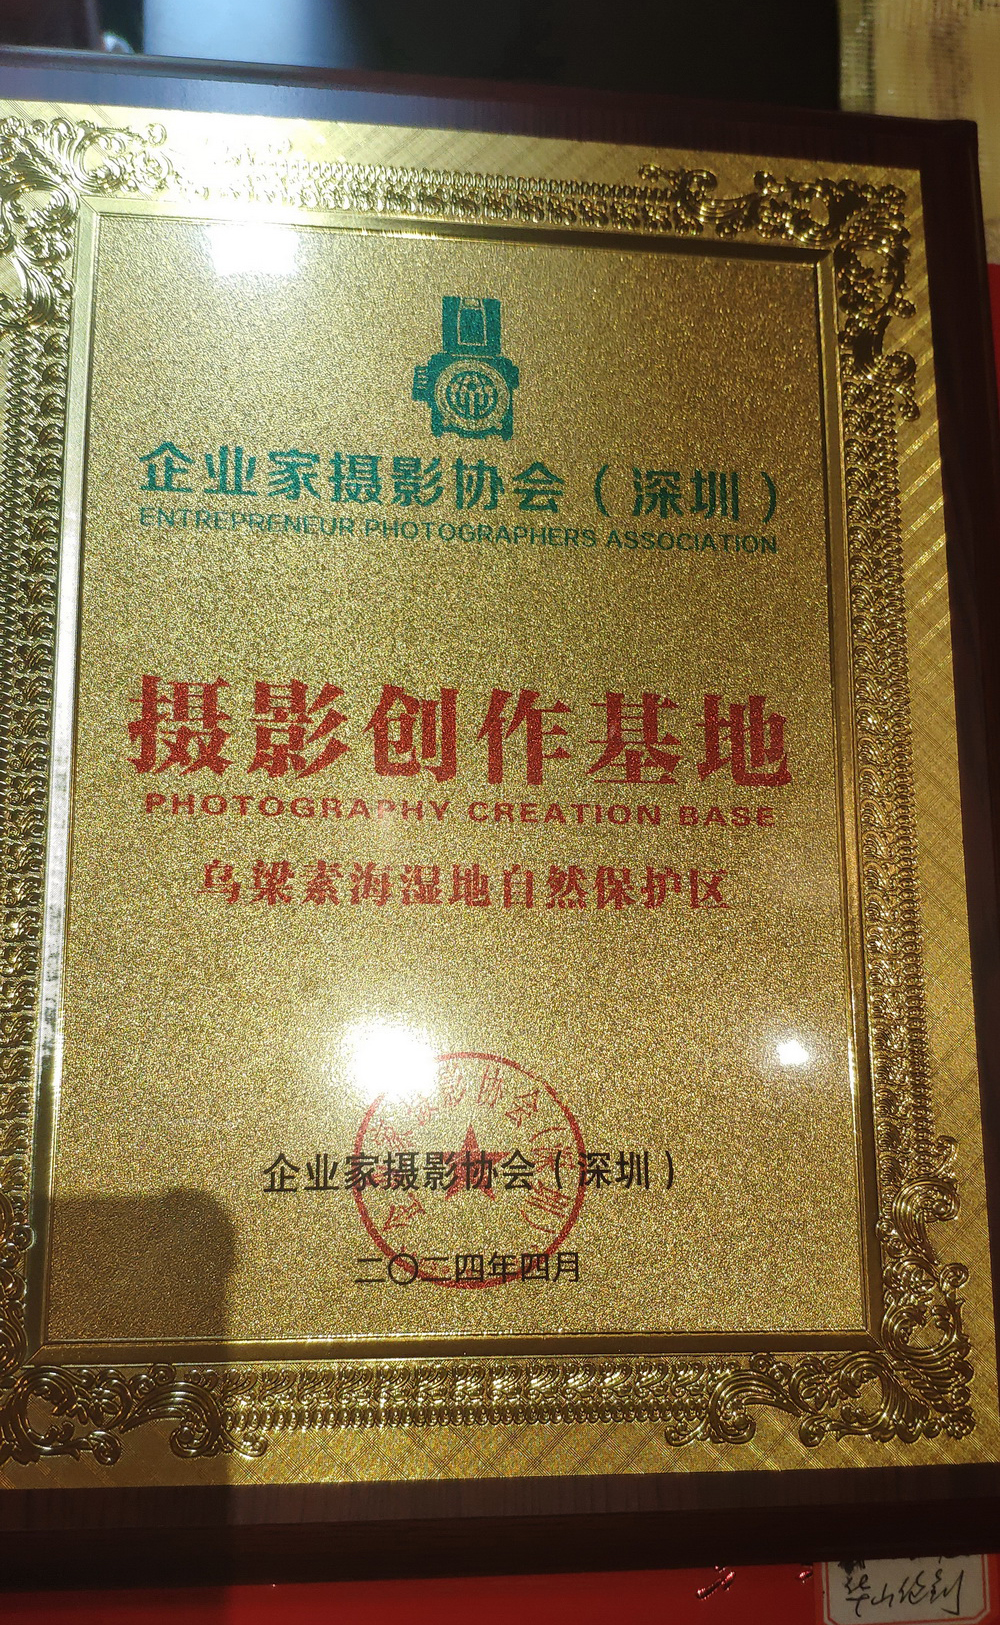 企业家摄影协会（深圳）
ENTREPRENEUR PHOTOGRAPHERS ASSOCIATION
摄影创作基地
PHOTOGRAPHY CREATION BASE
乌梁素海湿地自然保护区
企业家摄影协会（深圳）
二〇二四年四月